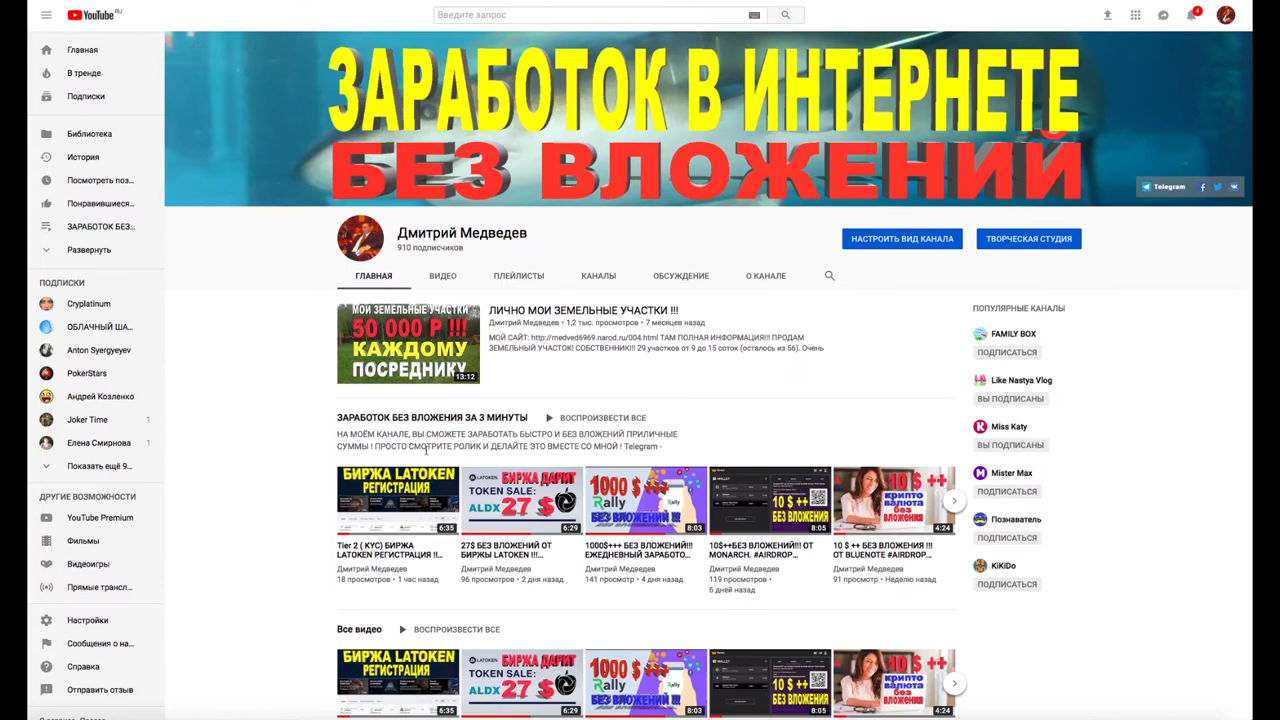 YouTube RU
Введите запрос
4
Главная
В тренде
Подписки
Библиотека
История
Посмотреть поз...
Понравившиеся...
ЗАРАБОТОК БЕЗ...
Развернуть
ПОДПИСКИ
Cryplatinum
ОБЛАЧНЫЙ ША...
Anton Syergyeyev
PokerStars
Андрей Козленко
Joker Time 1
Елена Смирнова 1
Показать ещё 9...
ДРУГИЕ ВОЗМОЖНОСТИ
YouTube Premium
Фильмы
Видеоигры
Прямые трансл...
Настройки
Сообщения о на...
Справка
Отправить отзыв
ЗАРАБОТОК В ИНТЕРНЕТЕ
БЕЗ ВЛОЖЕНИЙ
Telegram
Дмитрий Медведев
910 подписчиков
НАСТРОИТЬ ВИД КАНАЛА
ТВОРЧЕСКАЯ СТУДИЯ
ГЛАВНАЯ ВИДЕО ПЛЕЙЛИСТЫ КАНАЛЫ ОБСУЖДЕНИЕ О КАНАЛЕ
МОИ ЗЕМЕЛЬНЫЕ УЧАСТКИ
50 000 Р !!!
КАЖДОМУ
ПОСРЕДНИКУ
13:12
ЛИЧНО МОИ ЗЕМЕЛЬНЫЕ УЧАСТКИ !!!
Дмитрий Медведев • 1,2 тыс. просмотров • 7 месяцев назад
МОЙ САЙТ: http://medved6969.narod.ru/004.html ТАМ ПОЛНАЯ ИНФОРМАЦИЯ!!! ПРОДАМ
ЗЕМЕЛЬНЫЙ УЧАСТОК! СОБСТВЕННИК!!! 29 участков от 9 до 15 соток (осталось из 56). Очень
ЗАРАБОТОК БЕЗ ВЛОЖЕНИЯ ЗА 3 МИНУТЫ ВОСПРОИЗВЕСТИ ВСЕ
НА МОЁМ КАНАЛЕ, ВЫ СМОЖЕТЕ ЗАРАБОТАТЬ БЫСТРО И БЕЗ ВЛОЖЕНИЙ ПРИЛИЧНЫЕ
СУММЫ ! ПРОСТО СМОТРИТЕ РОЛИК И ДЕЛАЙТЕ ЭТО ВМЕСТЕ СО МНОЙ ! Telegram -
БИРЖА LATOKEN
РЕГИСТРАЦИЯ
6:35
Tier 2 ( KYC) БИРЖА
LATOKEN РЕГИСТРАЦИЯ !!...
Дмитрий Медведев
18 просмотров • 1 час назад
LATOKEN БИРЖА ДАРИТ
TOKEN SALE:
ALDX 27 $
6:29
27$ БЕЗ ВЛОЖЕНИЙ ОТ
БИРЖЫ LATOKEN !!!...
Дмитрий Медведев
96 просмотров • 2 дня назад
1000 $ +++
Rally
БЕЗ ВЛОЖЕНИЙ !!!
8:03
1000$+++ БЕЗ ВЛОЖЕНИЙ!!!
ЕЖЕДНЕВНЫЙ ЗАРАБОТО...
Дмитрий Медведев
141 просмотр • 4 дня назад
WALLET
10 $ ++
БЕЗ ВЛОЖЕНИЙ
8:05
10$++БЕЗ ВЛОЖЕНИЙ!!! ОТ
MONARCH. #AIRDROP...
Дмитрий Медведев
119 просмотров •
6 дней назад
10 $ ++
крипто
валюта
без
вложения
4:24
10 $ ++ БЕЗ ВЛОЖЕНИЯ !!!
ОТ BLUENOTE #AIRDROP...
Дмитрий Медведев
91 просмотр • Неделю назад
Все видео ВОСПРОИЗВЕСТИ ВСЕ
БИРЖА LATOKEN
РЕГИСТРАЦИЯ
6:35
LATOKEN БИРЖА ДАРИТ
TOKEN SALE:
ALDX 27 $
6:29
1000 $ +++
Rally
БЕЗ ВЛОЖЕНИЙ !!!
8:03
WALLET
10 $ ++
БЕЗ ВЛОЖЕНИЙ
8:05
10 $ ++
крипто
валюта
без
вложения
4:24
ПОПУЛЯРНЫЕ КАНАЛЫ
FAMILY BOX
ПОДПИСАТЬСЯ
Like Nastya Vlog
ВЫ ПОДПИСАНЫ
Miss Katy
ВЫ ПОДПИСАНЫ
Mister Max
ПОДПИСАТЬСЯ
Познаватель
ПОДПИСАТЬСЯ
KiKiDo
ПОДПИСАТЬСЯ